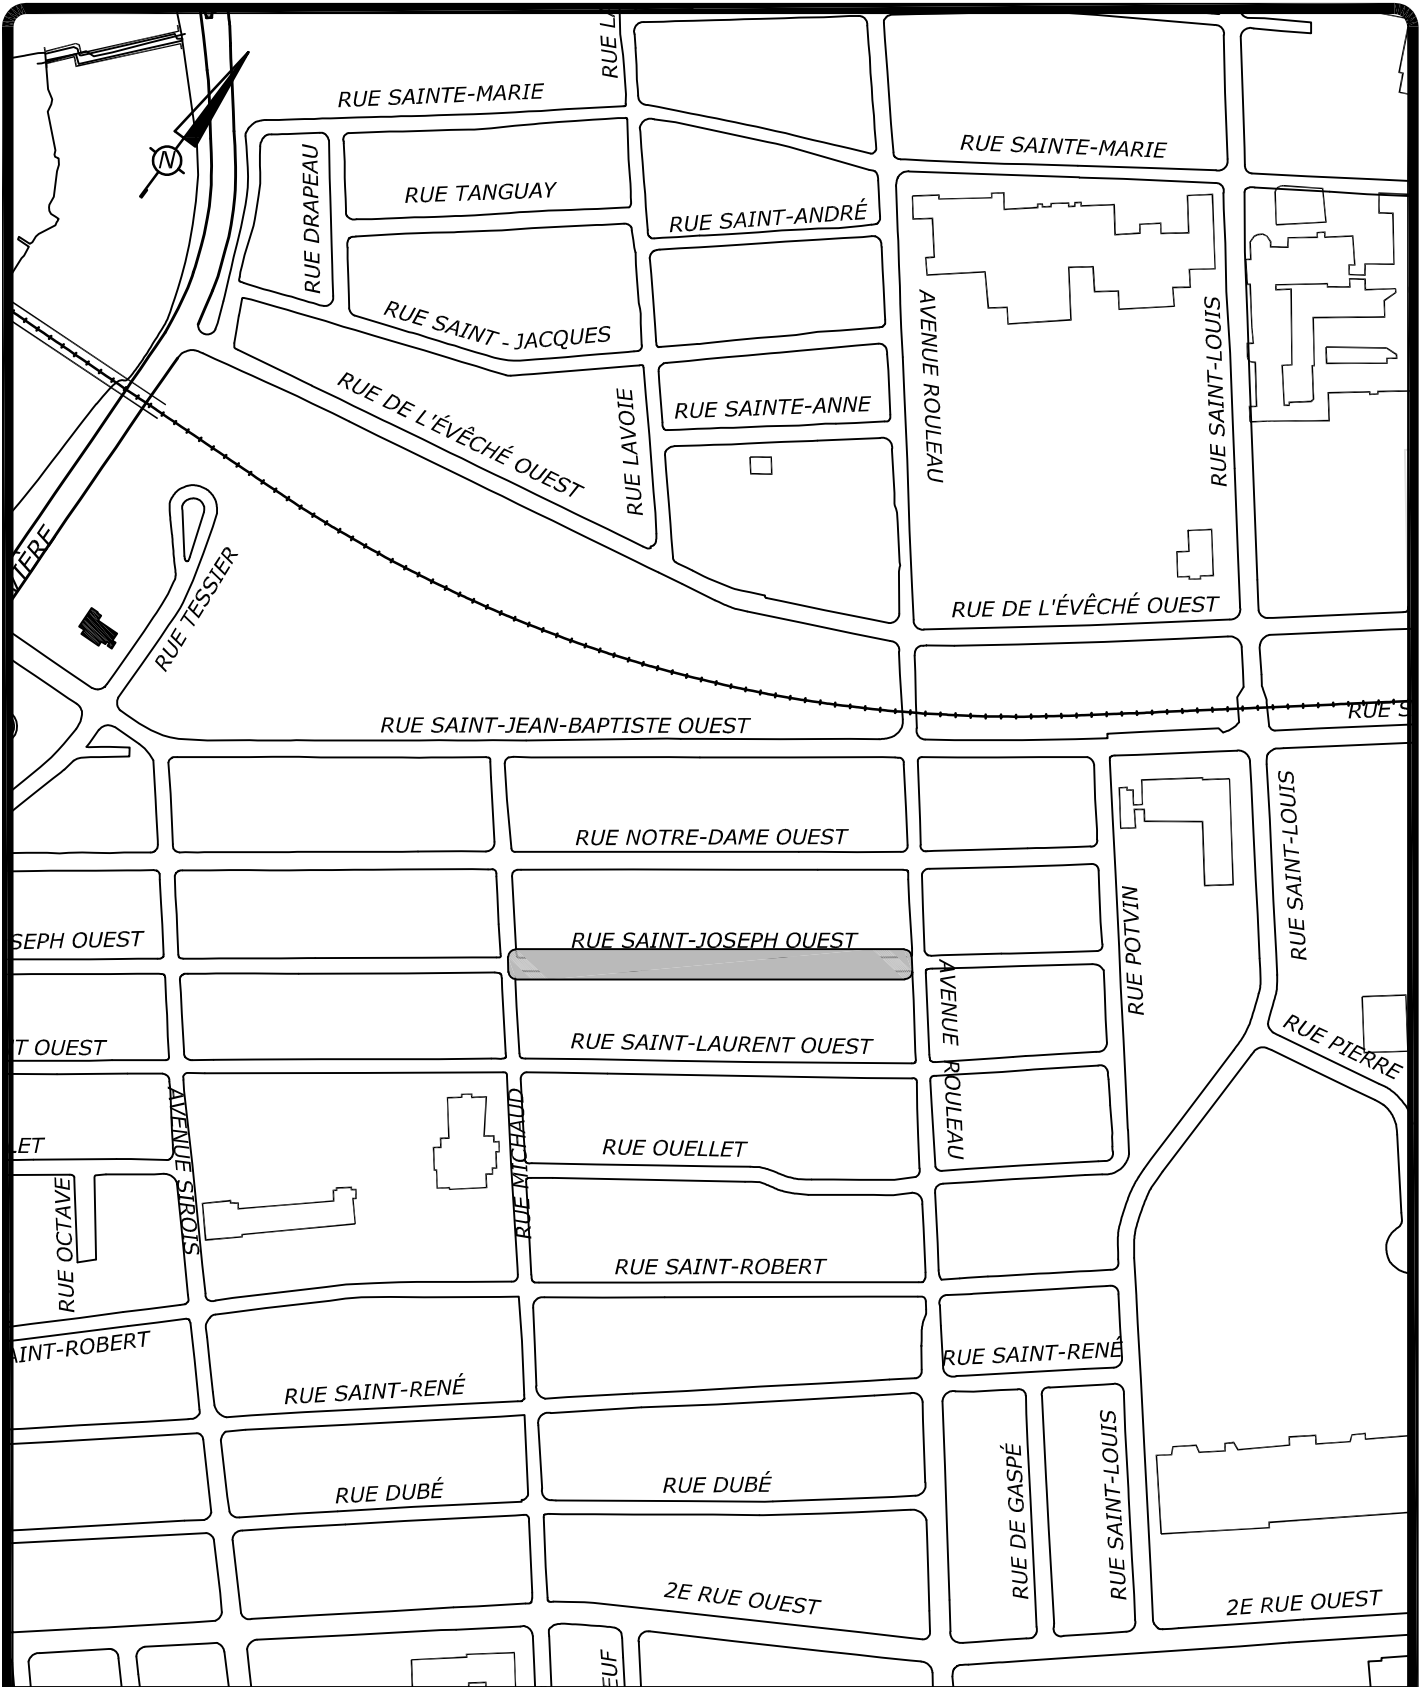 RUE L
RUE SAINTE-MARIE
RUE SAINTE-MARIE
N
RUE DRAPEAU
RUE TANGUAY
RUE SAINT-ANDRÉ
RUE SAINT-JACQUES
AVENUE ROULEAU
RUE SAINT-LOUIS
RUE DE L'ÉVÊCHÉ OUEST
RUE LAVOIE
RUE SAINTE-ANNE
IÈRE
RUE TESSIER
RUE DE L'ÉVÊCHÉ OUEST
RUE SAINT-JEAN-BAPTISTE OUEST
RUE S
RUE NOTRE-DAME OUEST
RUE SAINT-LOUIS
RUE POTVIN
SEPH OUEST
RUE SAINT-JOSEPH OUEST
AVENUE ROULEAU
T OUEST
RUE SAINT-LAURENT OUEST
RUE PIERRE
AVENUE SIROIS
RUE MICHAUD
LET
RUE OUELLET
RUE OCTAVE
RUE SAINT-ROBERT
AINT-ROBERT
RUE SAINT-RENÉ
RUE SAINT-RENÉ
RUE DUBÉ
RUE DUBÉ
RUE DE GASPÉ
RUE SAINT-LOUIS
2E RUE OUEST
2E RUE OUEST
EUF